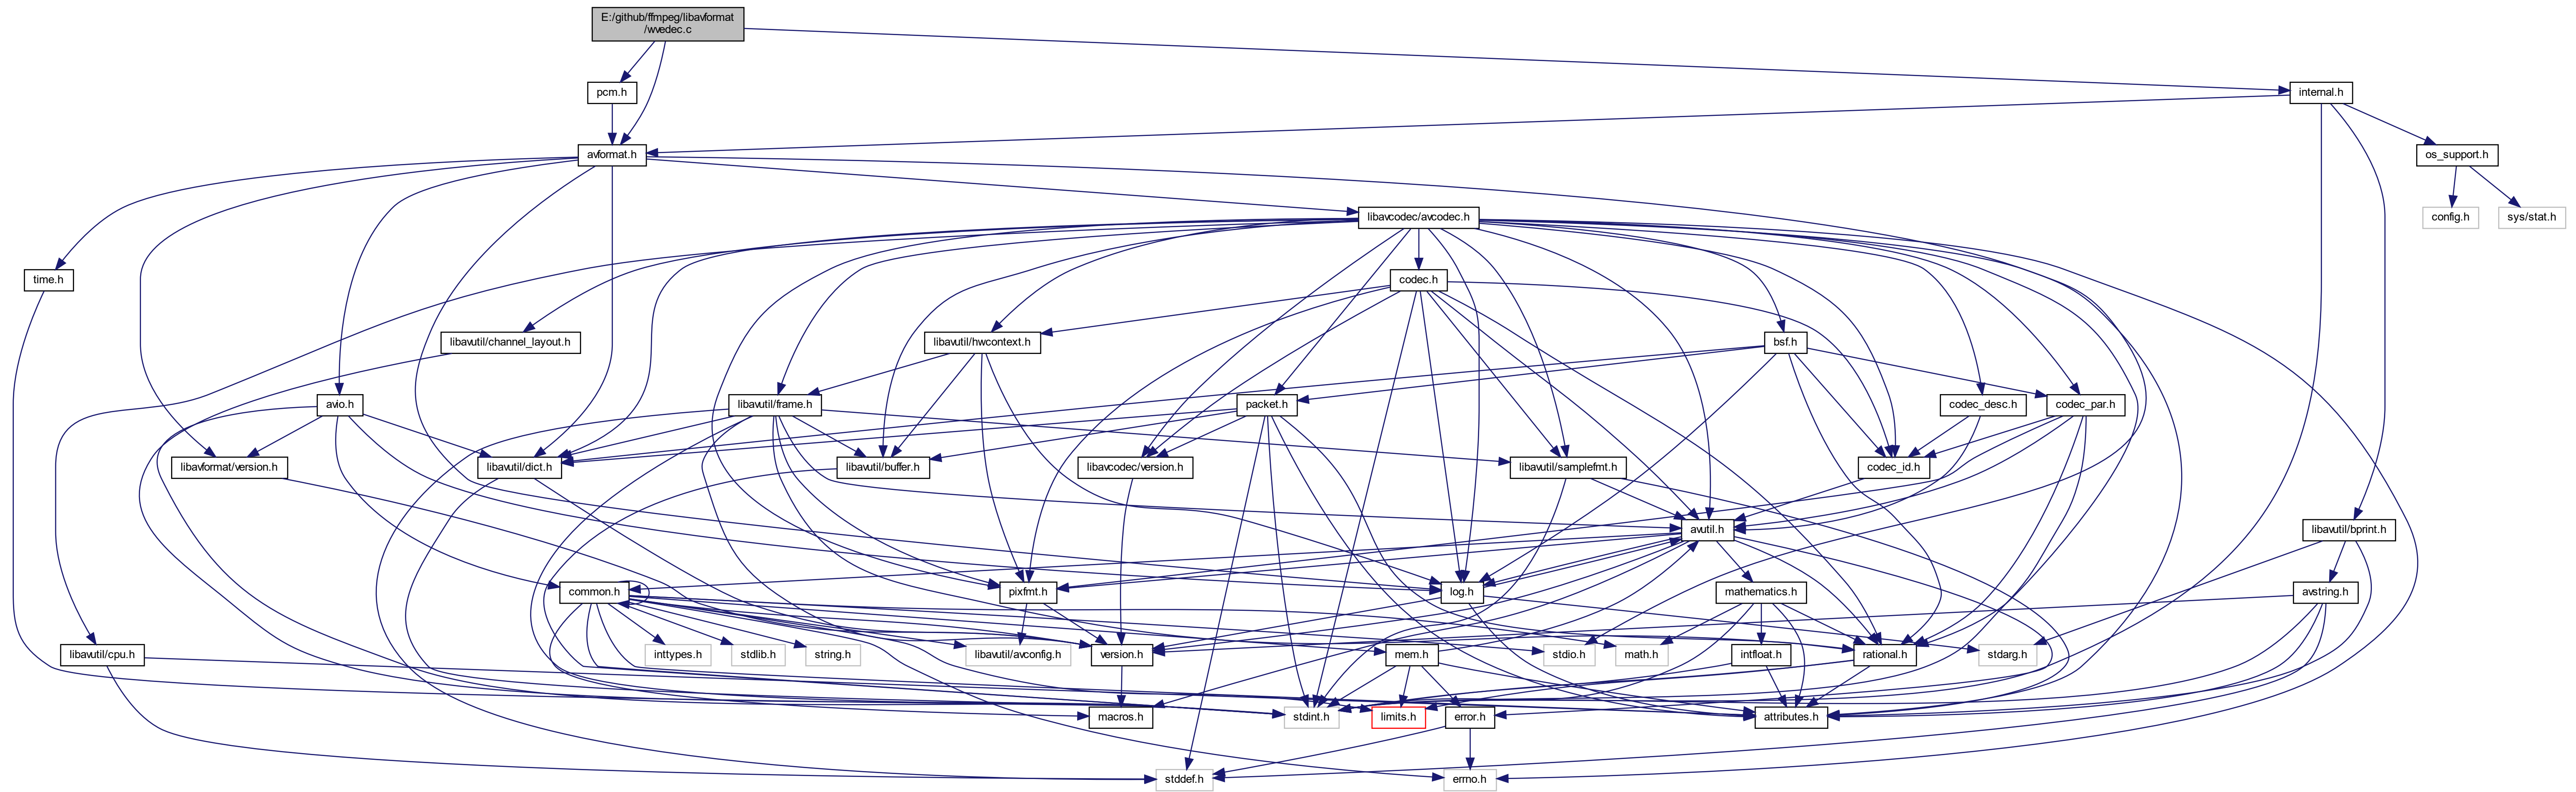 E:/github/ffmpeg/libavformat
/wvedec.c
pcm.h
internal.h
avformat.h
os_support.h
libavcodec/avcodec.h
config.h
sys/stat.h
time.h
codec.h
libavutil/channel_layout.h
libavutil/hwcontext.h
bsf.h
avio.h
libavutil/frame.h
packet.h
codec_desc.h
codec_par.h
libavformat/version.h
libavutil/dict.h
libavutil/buffer.h
libavcodec/version.h
libavutil/samplefmt.h
codec_id.h
avutil.h
libavutil/bprint.h
common.h
pixfmt.h
log.h
mathematics.h
avstring.h
libavutil/cpu.h
inttypes.h
stdlib.h
string.h
libavutil/avconfig.h
version.h
mem.h
stdio.h
math.h
intfloat.h
rational.h
stdarg.h
macros.h
stdint.h
limits.h
error.h
attributes.h
stddef.h
errno.h